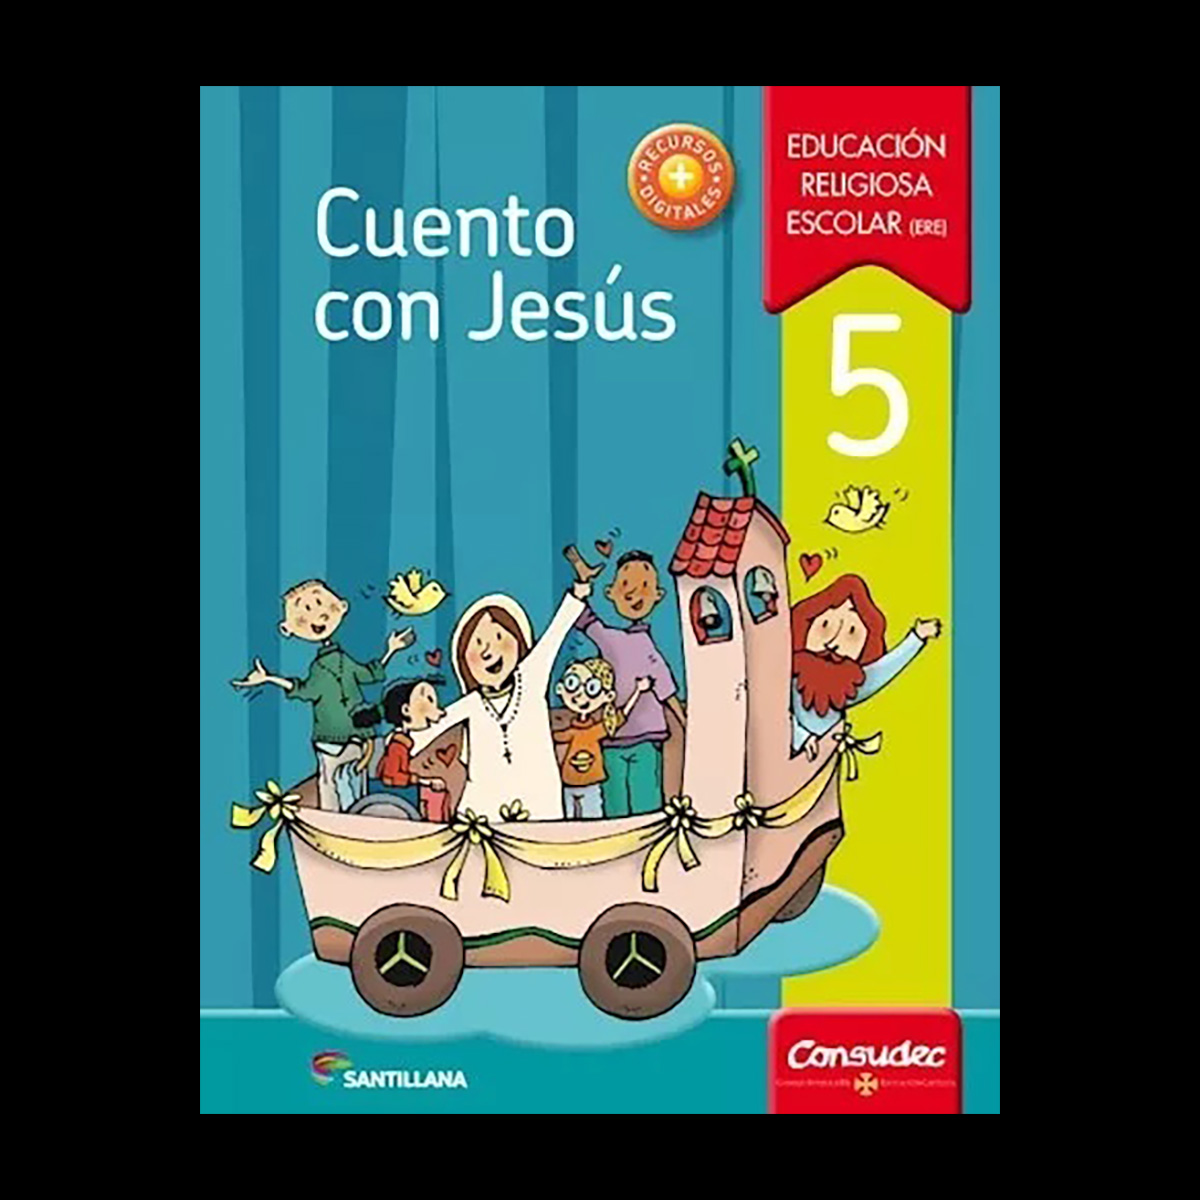 RECURSOS
DIGITALES
EDUCACIÓN
RELIGIOSA
ESCOLAR (ERE)
Cuento
con Jesús
5
SANTILLANA
Consudec